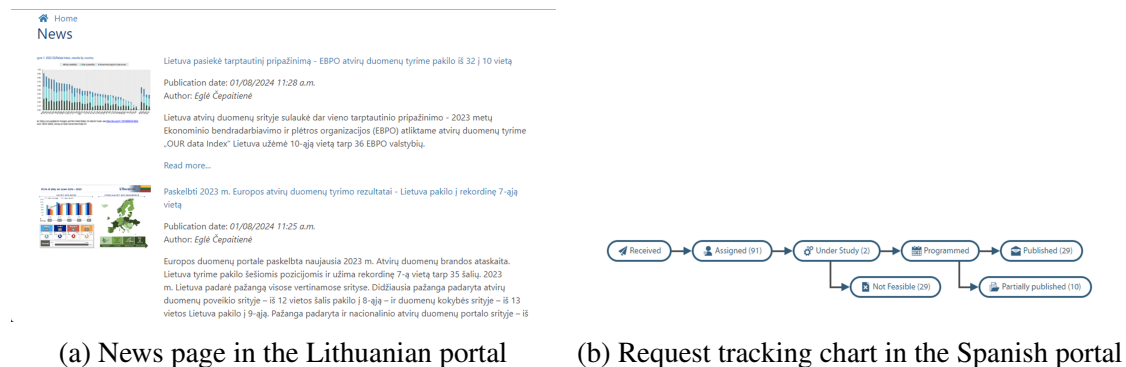 Home
News
Lietuva pasiekė tarptautinį pripažinimą - EBPO atvirų duomenų tyrime pakilo iš 32 į 10 vietą
Publication date: 01/08/2024 11:28 a.m.
Author: Eglė Čepaitienė
Lietuva atvirų duomenų srityje sulaukė dar vieno tarptautinio pripažinimo - 2023 metų
Ekonominio bendradarbiavimo ir plėtros organizacijos (EBPO) atliktame atvirų duomenų tyrime
„OUR data Index" Lietuva užėmė 10-ąją vietą tarp 36 EBPO valstybių.
Read more...
Paskelbti 2023 m. Europos atvirų duomenų tyrimo rezultatai - Lietuva pakilo į rekordinę 7-ąją
vietą
Publication date: 01/08/2024 11:25 a.m.
Author: Eglė Čepaitienė
Europos duomenų portale paskelbta naujausia 2023 m. Atvirų duomenų brandos ataskaita.
Lietuva tyrime pakilo šešiomis pozicijomis ir užima rekordinę 7-ą vietą tarp 35 šalių. 2023
m. Lietuva padarė pažangą visose vertinamose srityse. Didžiausia pažanga padaryta atvirų
duomenų poveikio srityje – iš 12 vietos šalis pakilo į 8-ąją – ir duomenų kokybės srityje – iš 13
vietos Lietuva pakilo į 9-ąją. Pažanga padaryta ir nacionalinio atvirų duomenų portalo srityje – iš
(a) News page in the Lithuanian portal
Received
Assigned (91)
Under Study (2)
Programmed
Published (29)
Not Feasible (29)
Partially published (10)
(b) Request tracking chart in the Spanish portal